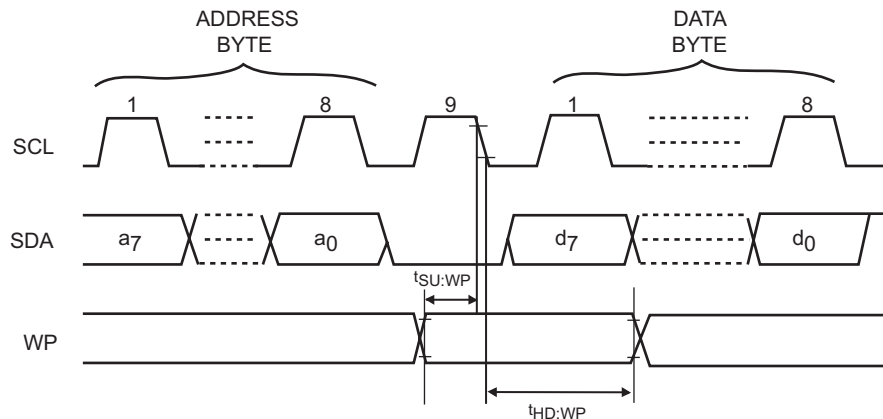 ADDRESS
BYTE
DATA
BYTE
1
8
9
1
8
SCL
SDA
a7
a0
d7
d0
tSU:WP
WP
tHD:WP